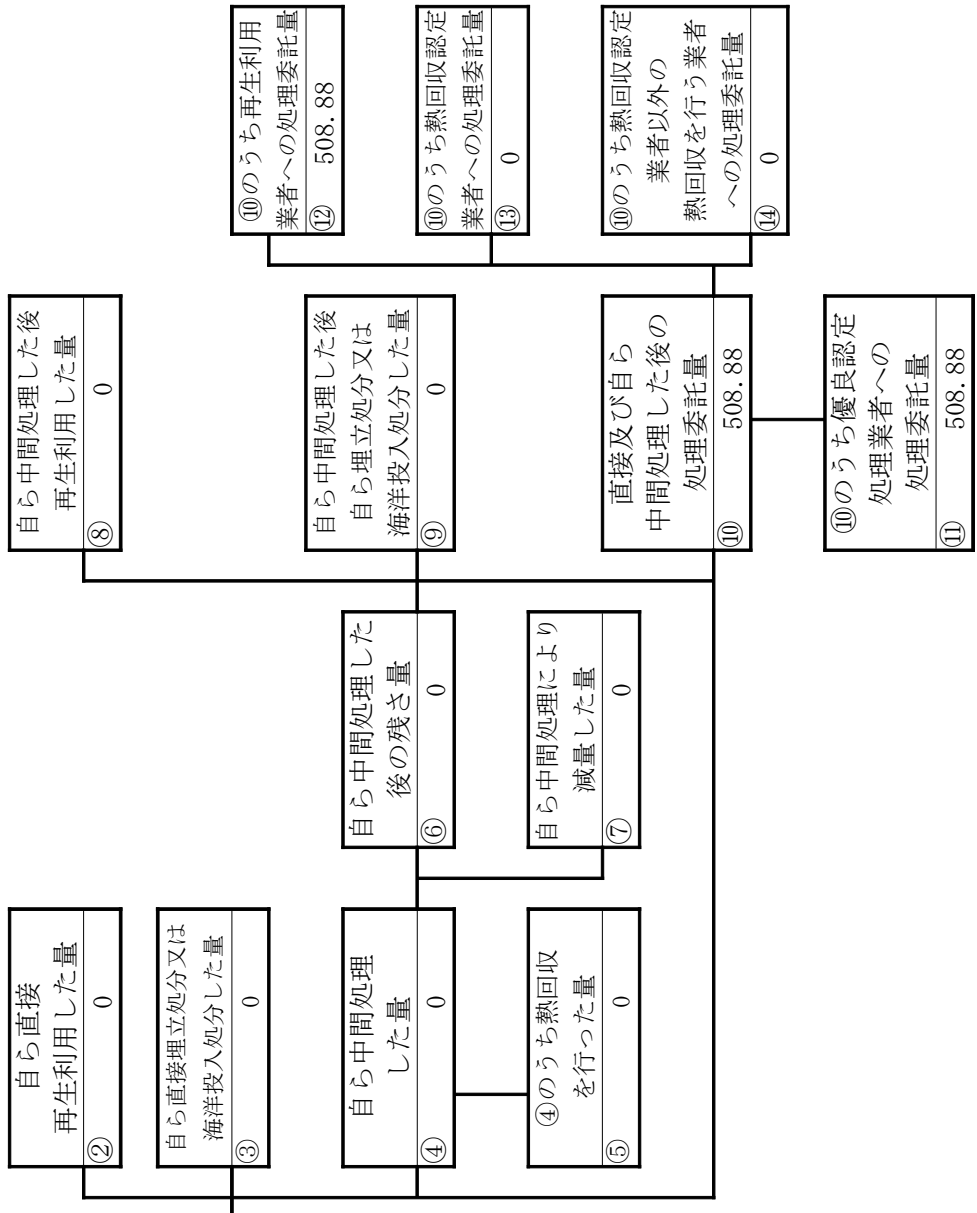 自ら直接
再生利用した量
② 0
自ら直接埋立処分又は
海洋投入処分した量
③ 0
自ら中間処理
した量
④ 0
④のうち熱回収
を行った量
⑤ 0
自ら中間処理した
後の残さ量
⑥ 0
自ら中間処理により
減量した量
⑦ 0
自ら中間処理した後
再生利用した量
⑧ 0
自ら中間処理した後
自ら埋立処分又は
海洋投入処分した量
⑨ 0
直接及び自ら
中間処理した後の
処理委託量
⑩ 508.88
⑩のうち優良認定
処理業者への
処理委託量
⑪ 508.88
⑩のうち再生利用
業者への処理委託量
⑫ 508.88
⑩のうち熱回収認定
業者への処理委託量
⑬ 0
⑩のうち熱回収認定
業者以外の
熱回収を行う業者
への処理委託量
⑭ 0